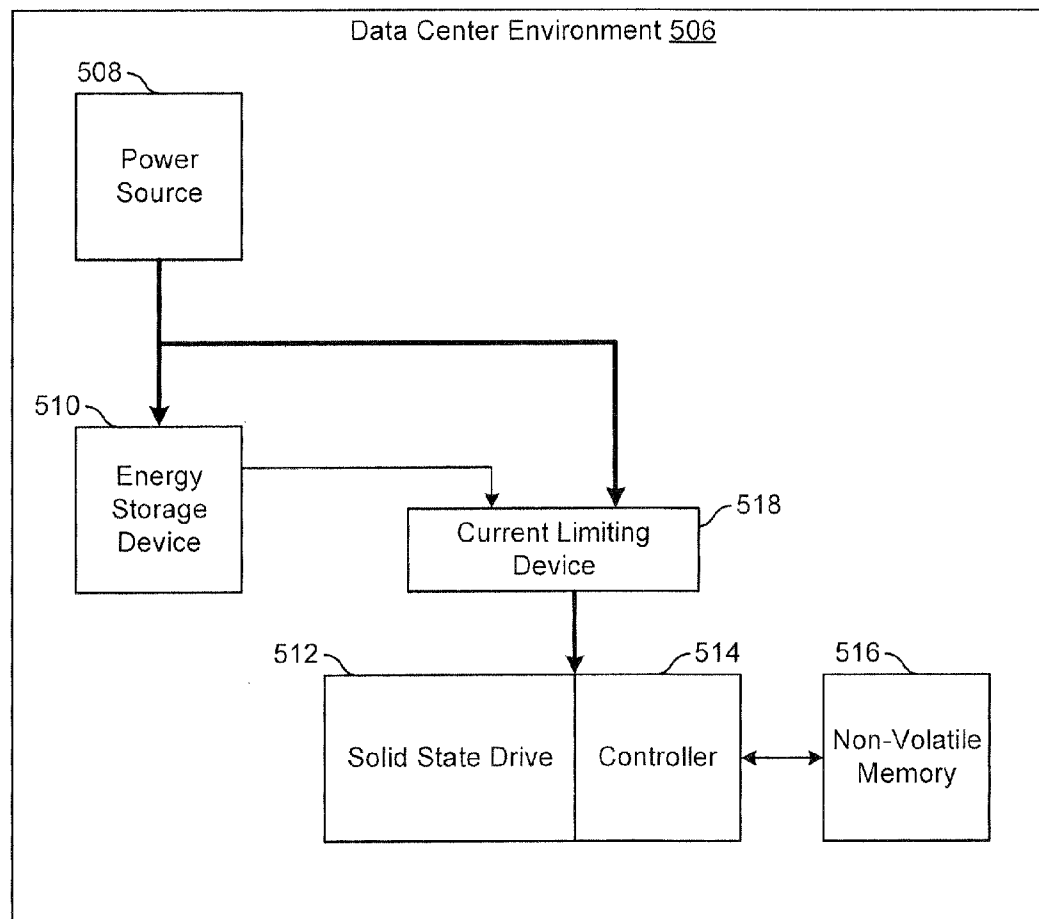 Data Center Environment 506
508
Power
Source
510
Energy
Storage
Device
518
Current Limiting
Device
512
514
516
Solid State Drive
Controller
Non-Volatile
Memory